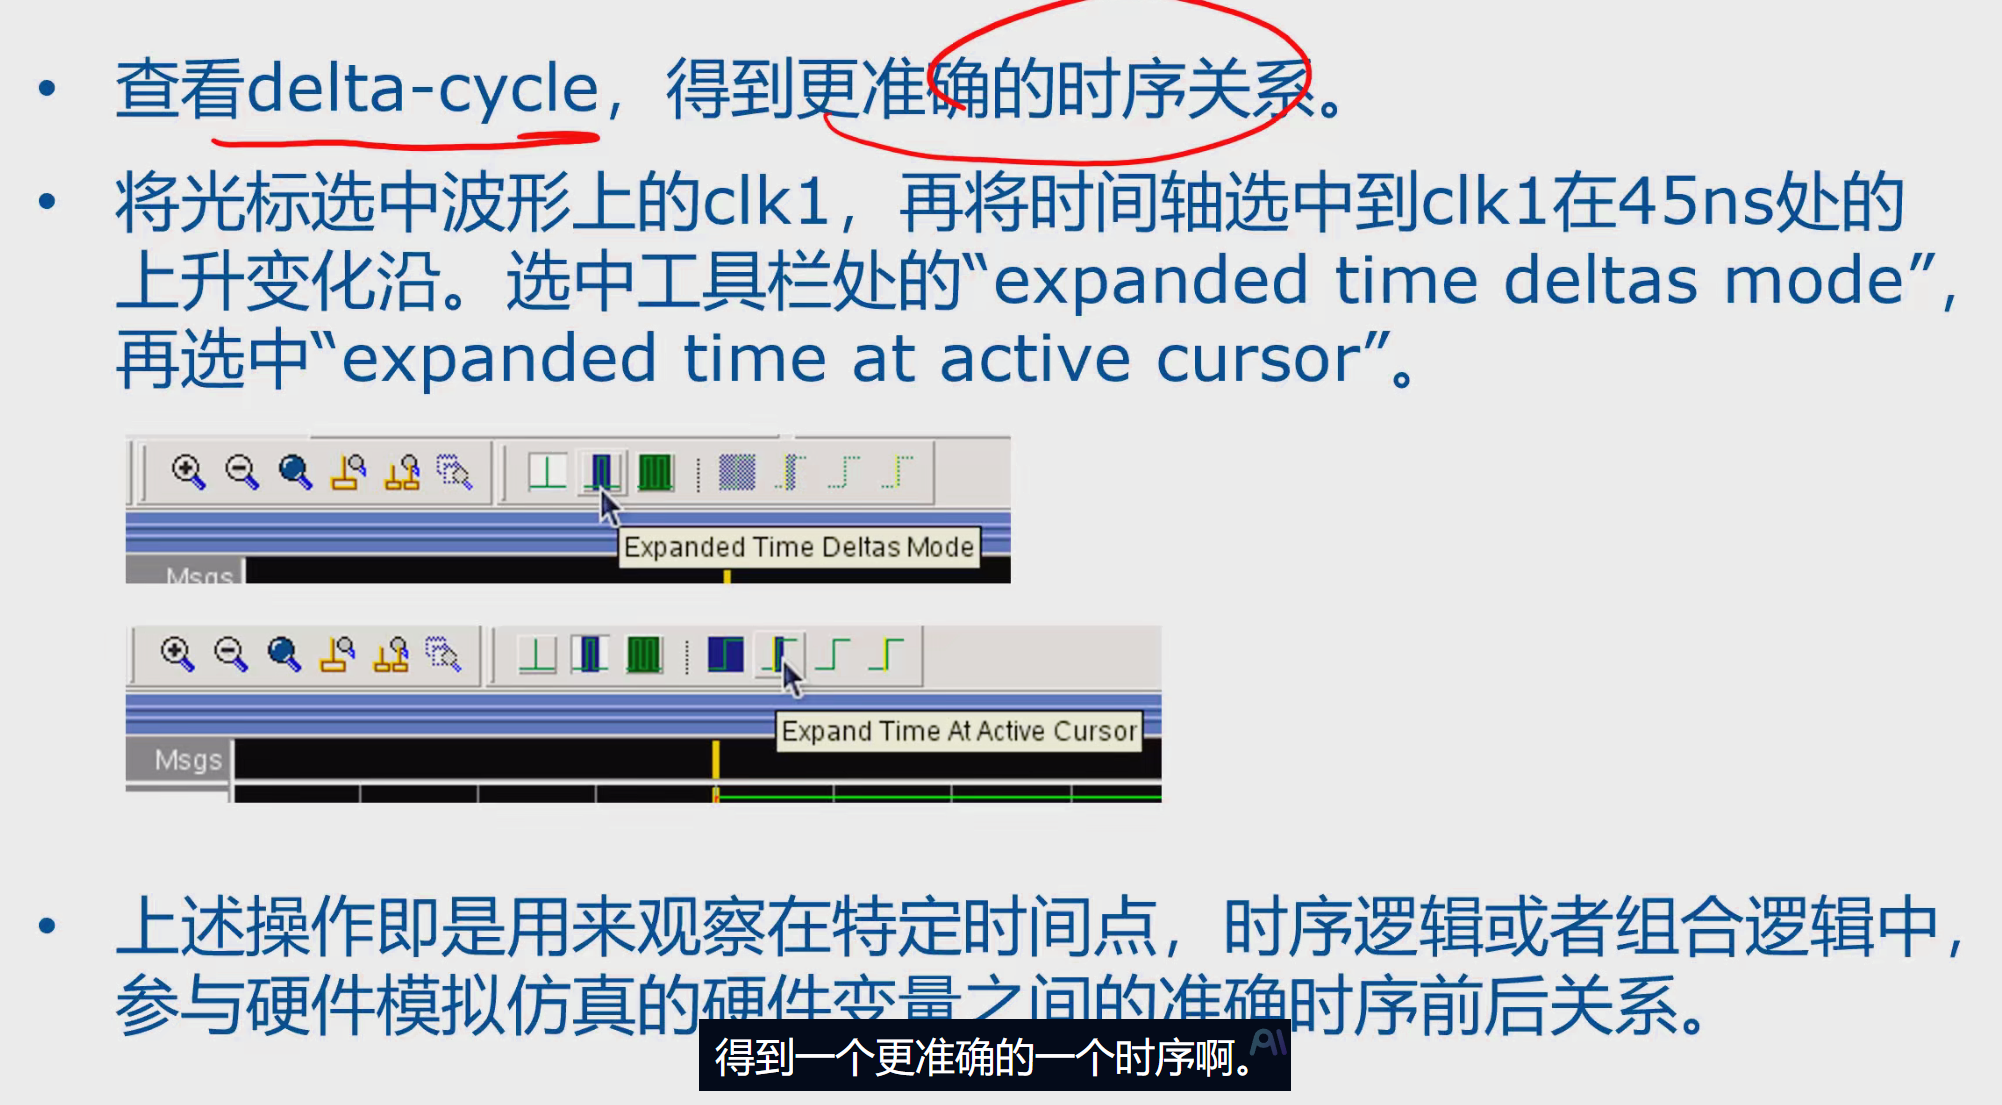 • 查看delta-cycle，得到更准确的时序关系。
• 将光标选中波形上的clk1，再将时间轴选中到clk1在45ns处的
上升变化沿。选中工具栏处的“expanded time deltas mode”，
再选中“expanded time at active cursor”。
Expanded Time Deltas Mode
Msgs
Expand Time At Active Cursor
Msgs
• 上述操作即是用来观察在特定时间点，时序逻辑或者组合逻辑中，
参与硬件模拟仿真的硬件变量之间的准确时序前后关系。
得到一个更准确的一个时序啊。
AI